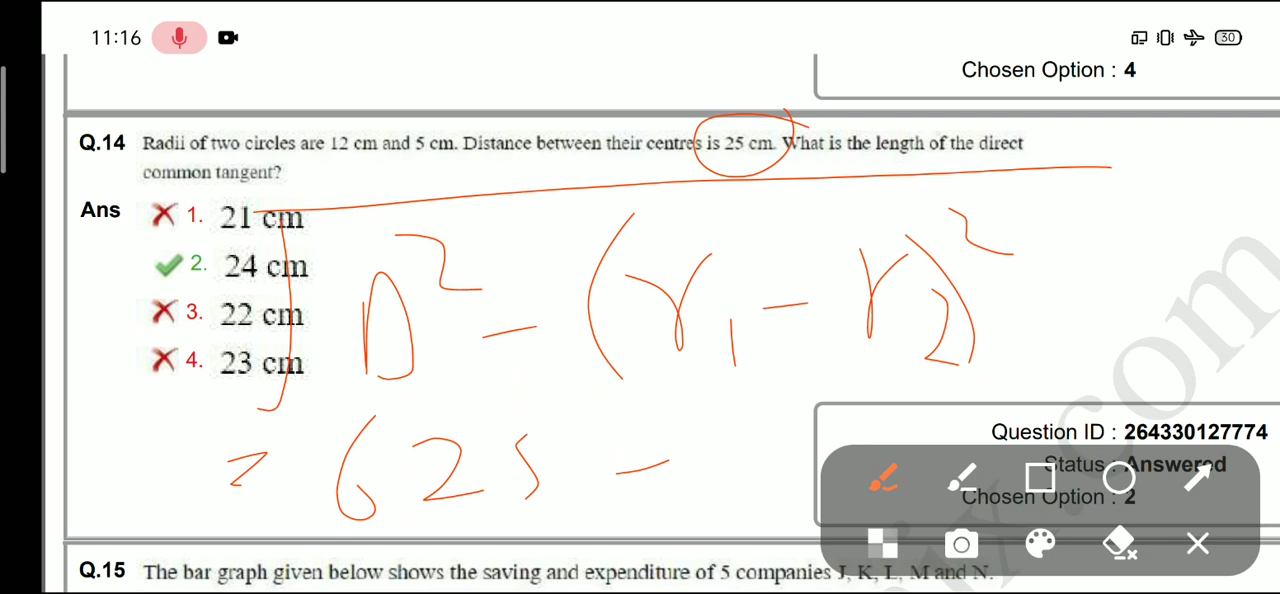 11:16
30
Chosen Option : 4
Q.14 Radii of two circles are 12 cm and 5 cm. Distance between their centres is 25 cm. What is the length of the direct
common tangent?
Ans 1. 21 cm
2. 24 cm
3. 22 cm
4. 23 cm
√D² - (r₁ - r₂)²
= 625 -
Question ID : 264330127774
Status : Answered
Chosen Option : 2
Q.15 The bar graph given below shows the saving and expenditure of 5 companies J, K, L, M and N.
ix.com